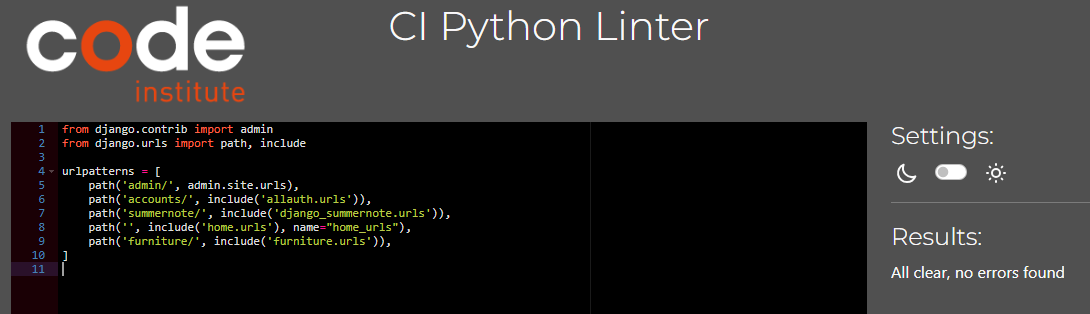 code
institute
CI Python Linter
1 from django.contrib import admin
2 from django.urls import path, include
3
4 urlpatterns = [
5     path('admin/', admin.site.urls),
6     path('accounts/', include('allauth.urls')),
7     path('summernote/', include('django_summernote.urls')),
8     path('', include('home.urls'), name="home_urls"),
9     path('furniture/', include('furniture.urls')),
10 ]
11
Settings:
Results:
All clear, no errors found